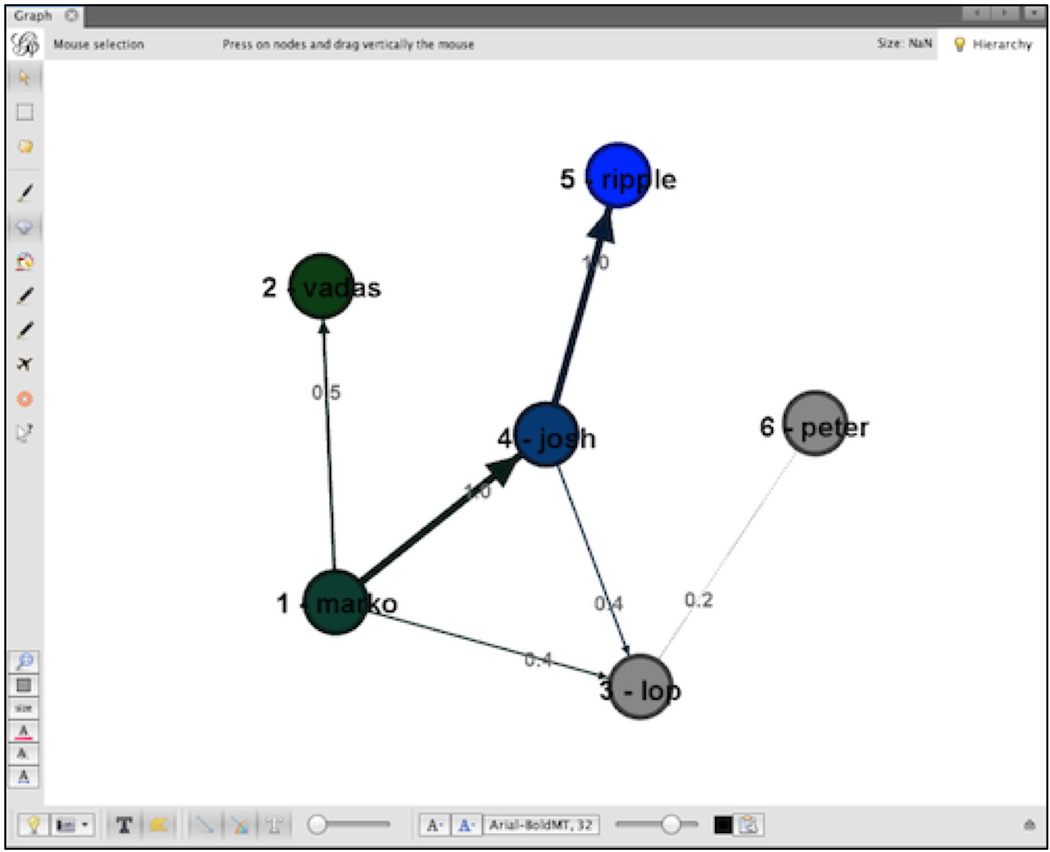 Graph
Mouse selection
Press on nodes and drag vertically the mouse
Size: NaN
Hierarchy
5 - ripple
1.0
2 - vadas
0.5
4 - josh
6 - peter
1.0
1 - marko
0.4
0.2
0.4
3 - lop
size
A
A
A
T
T
A-
A-
Arial-BoldMT, 32